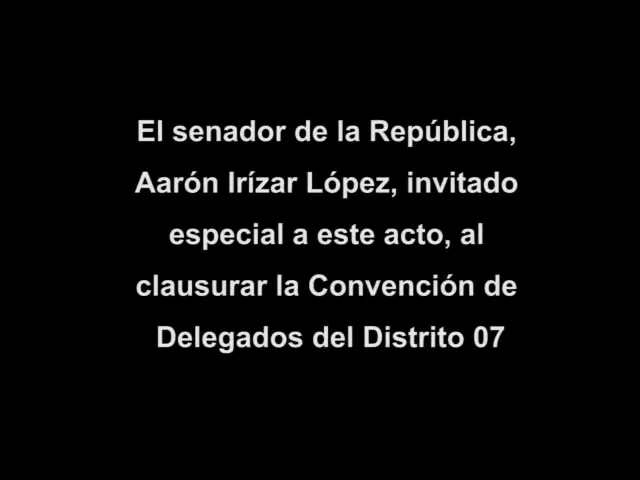 El senador de la República,
Aarón Irízar López, invitado
especial a este acto, al
clausurar la Convención de
Delegados del Distrito 07